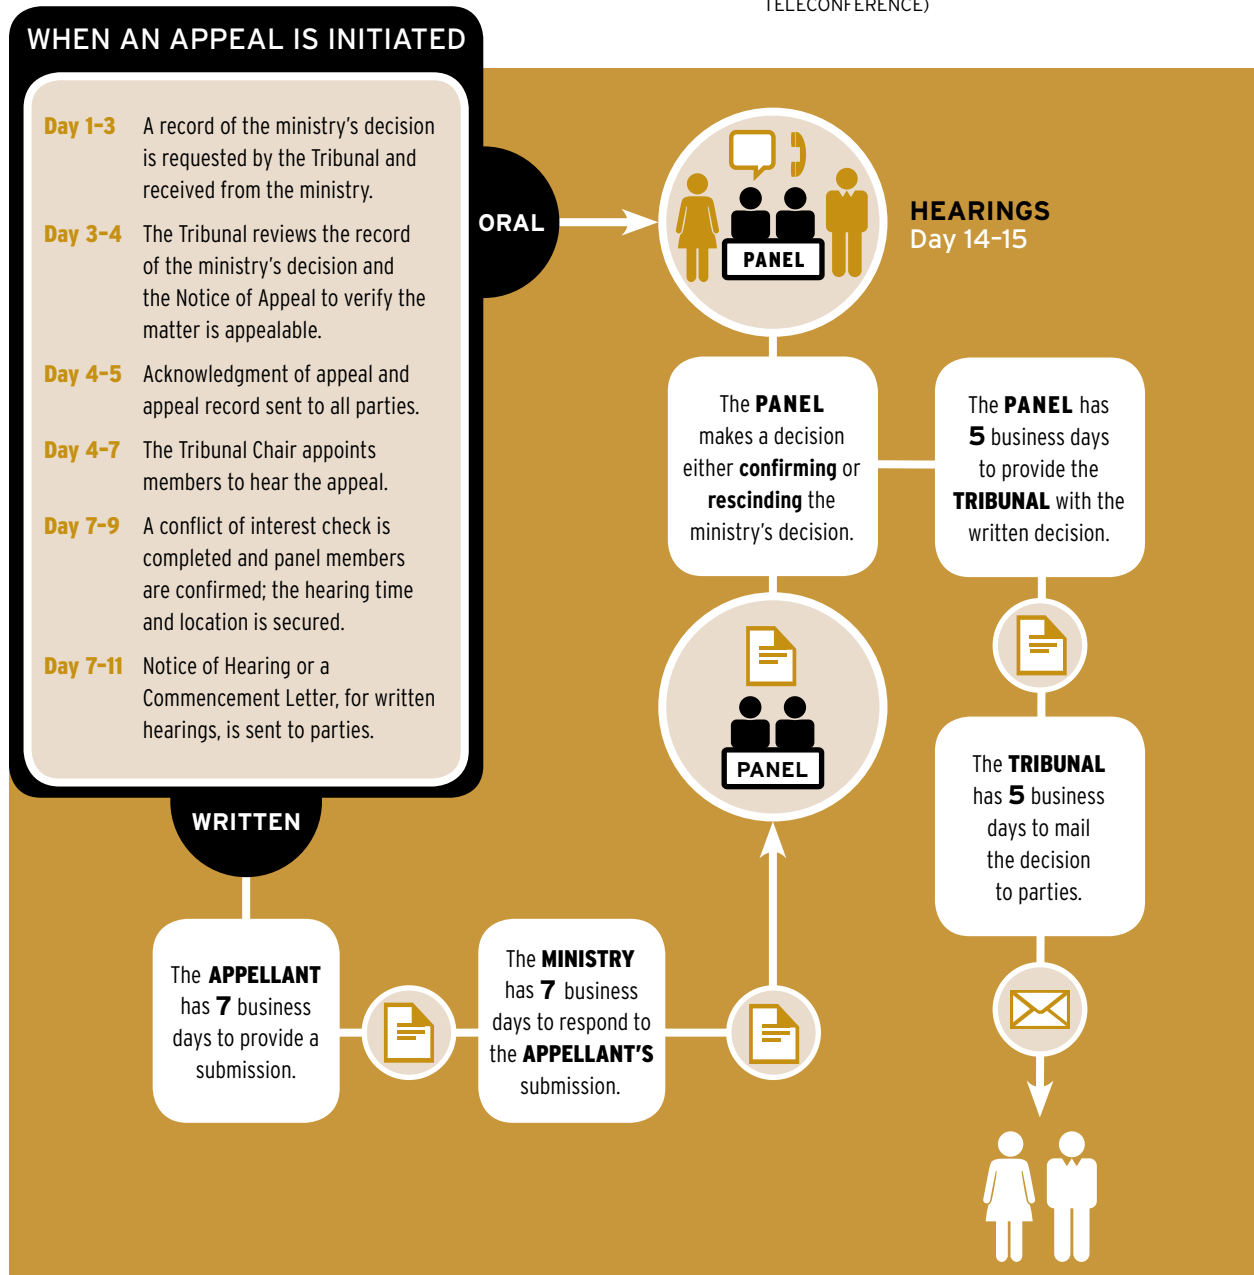 TELECONFERENCE)
WHEN AN APPEAL IS INITIATED
Day 1–3 A record of the ministry’s decision
is requested by the Tribunal and
received from the ministry.
Day 3–4 The Tribunal reviews the record
of the ministry’s decision and
the Notice of Appeal to verify the
matter is appealable.
Day 4–5 Acknowledgment of appeal and
appeal record sent to all parties.
Day 4–7 The Tribunal Chair appoints
members to hear the appeal.
Day 7–9 A conflict of interest check is
completed and panel members
are confirmed; the hearing time
and location is secured.
Day 7–11 Notice of Hearing or a
Commencement Letter, for written
hearings, is sent to parties.
ORAL
PANEL
HEARINGS
Day 14–15
The PANEL
makes a decision
either confirming or
rescinding the
ministry’s decision.
The PANEL has
5 business days
to provide the
TRIBUNAL with the
written decision.
PANEL
The TRIBUNAL
has 5 business
days to mail
the decision
to parties.
WRITTEN
The APPELLANT
has 7 business
days to provide a
submission.
The MINISTRY
has 7 business
days to respond to
the APPELLANT’S
submission.